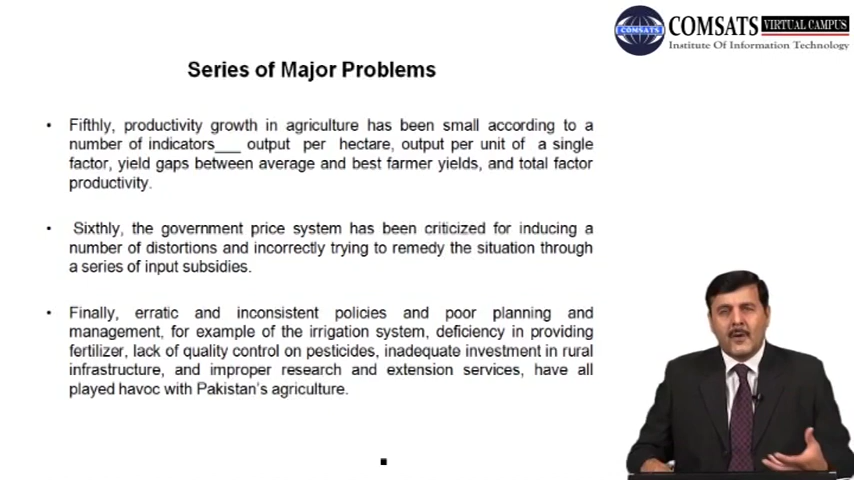 COMSATS
COMSATS VIRTUAL CAMPUS
Institute Of Information Technology
Series of Major Problems
• Fifthly, productivity growth in agriculture has been small according to a
number of indicators___ output per hectare, output per unit of a single
factor, yield gaps between average and best farmer yields, and total factor
productivity.
• Sixthly, the government price system has been criticized for inducing a
number of distortions and incorrectly trying to remedy the situation through
a series of input subsidies.
• Finally, erratic and inconsistent policies and poor planning and
management, for example of the irrigation system, deficiency in providing
fertilizer, lack of quality control on pesticides, inadequate investment in rural
infrastructure, and improper research and extension services, have all
played havoc with Pakistan's agriculture.